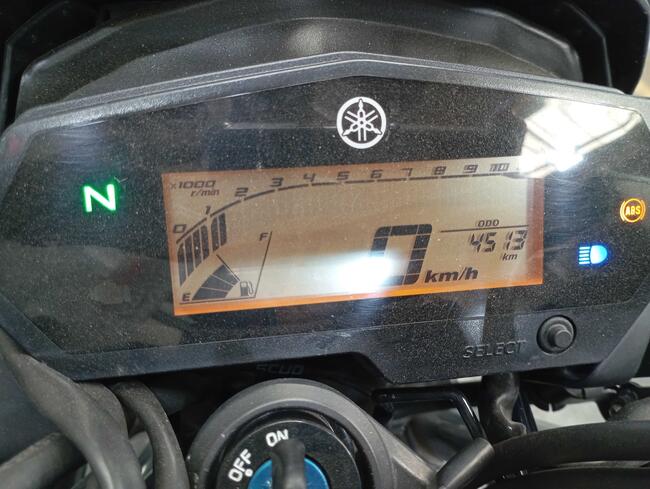 ×1000
r/min
0 1 2 3 4 5 6 7 8 9 10
N
ABS
F
ODO
4513
km
0
km/h
E
SELECT
OFF
ON